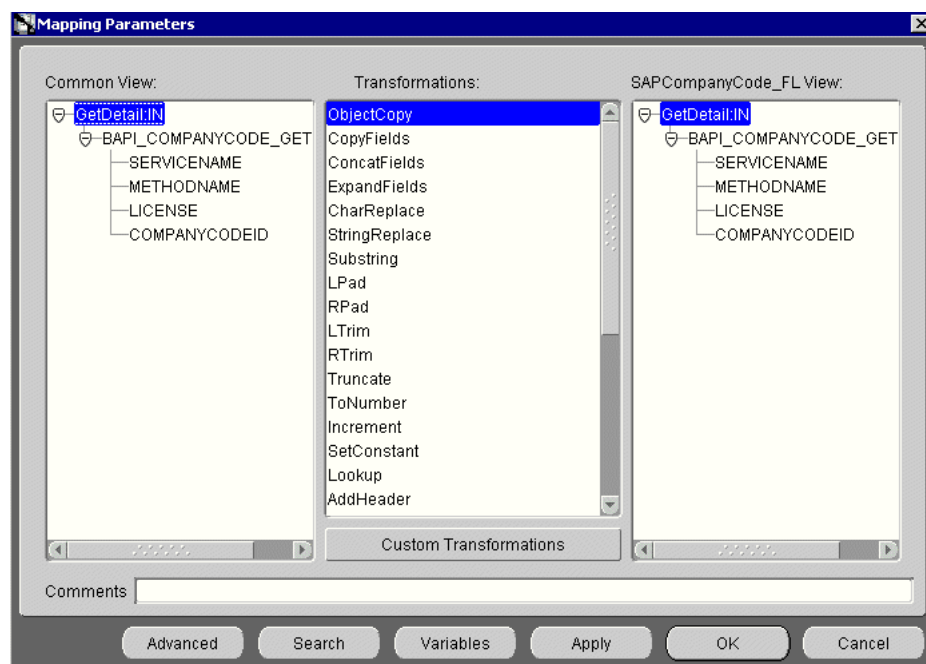 Mapping Parameters
Common View:
Transformations:
SAPCompanyCode_FL View:
GetDetail:IN
BAPI_COMPANYCODE_GET
SERVICENAME
METHODNAME
LICENSE
COMPANYCODEID
ObjectCopy
CopyFields
ConcatFields
ExpandFields
CharReplace
StringReplace
Substring
LPad
RPad
LTrim
RTrim
Truncate
ToNumber
Increment
SetConstant
Lookup
AddHeader
Custom Transformations
GetDetail:IN
BAPI_COMPANYCODE_GET
SERVICENAME
METHODNAME
LICENSE
COMPANYCODEID
Comments
Advanced
Search
Variables
Apply
OK
Cancel